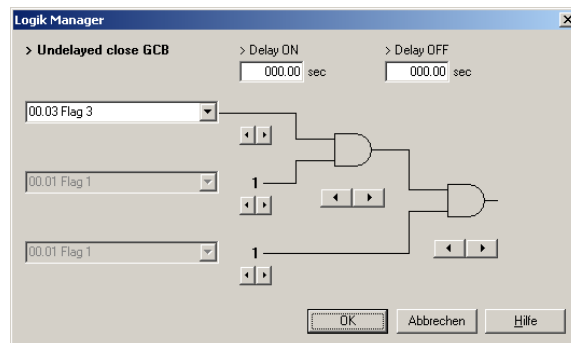 Logik Manager
> Undelayed close GCB
> Delay ON
> Delay OFF
000.00 sec
000.00 sec
00.03 Flag 3
00.01 Flag 1
1
00.01 Flag 1
1
OK
Abbrechen
Hilfe